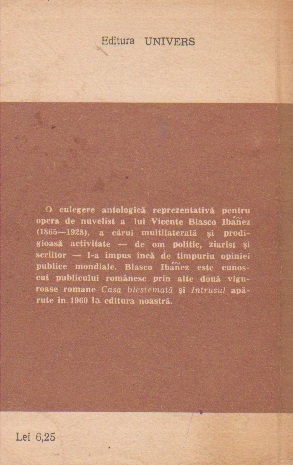 Editura UNIVERS
O culegere antologică reprezentativă pentru
opera de nuvelist a lui Vicente Blasco Ibáñez
(1865—1928), a cărui multilaterală și prodi-
gioasă activitate — de om politic, ziarist și
scriitor — l-a impus încă de timpuriu opiniei
publice mondiale. Blasco Ibáñez este cunos-
cut publicului românesc prin alte două vigu-
roase romane Casa blestemată și Intrusul apă-
rute în 1960 la editura noastră.
Lei 6,25